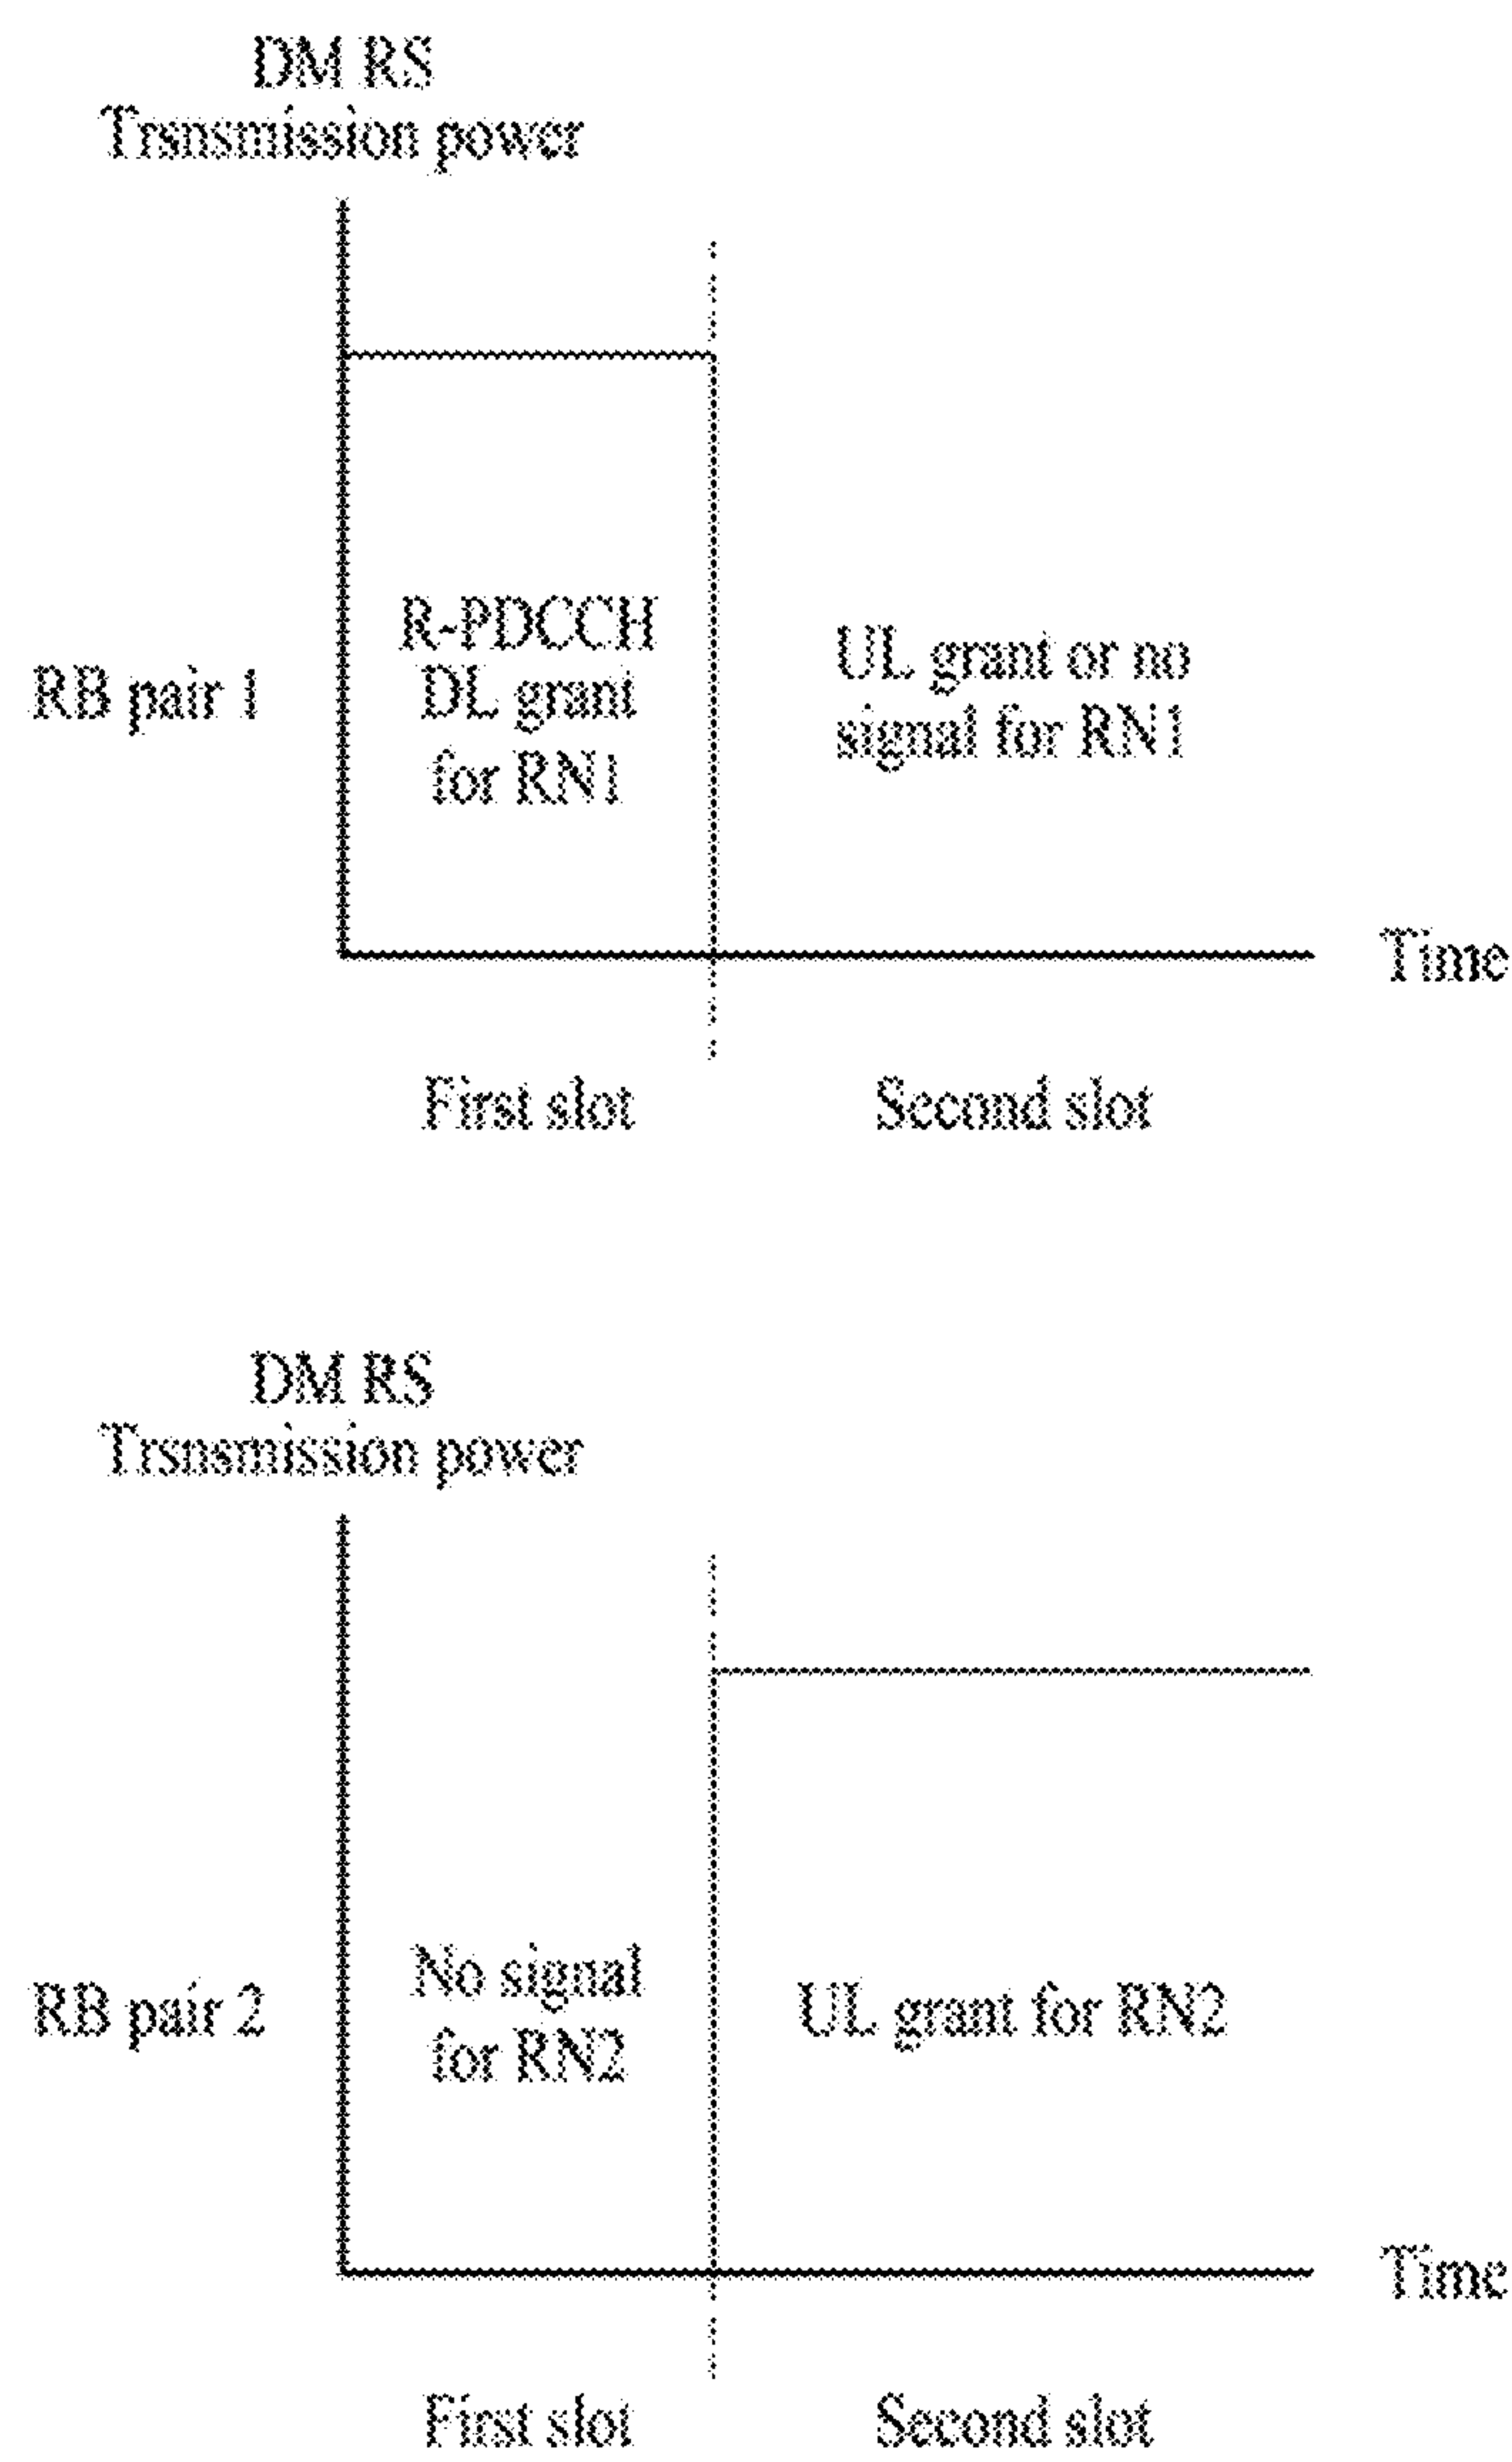 DM RS
Trsnsmission power
R-PDCCH
DL grant
for RN1
RB pair 1
UL grant or no
signal for RN1
Time
First slot
Second slot
DM RS
Trsnsmission power
No signal
for RN2
RB pair 2
UL grant for RN2
Time
First slot
Second slot